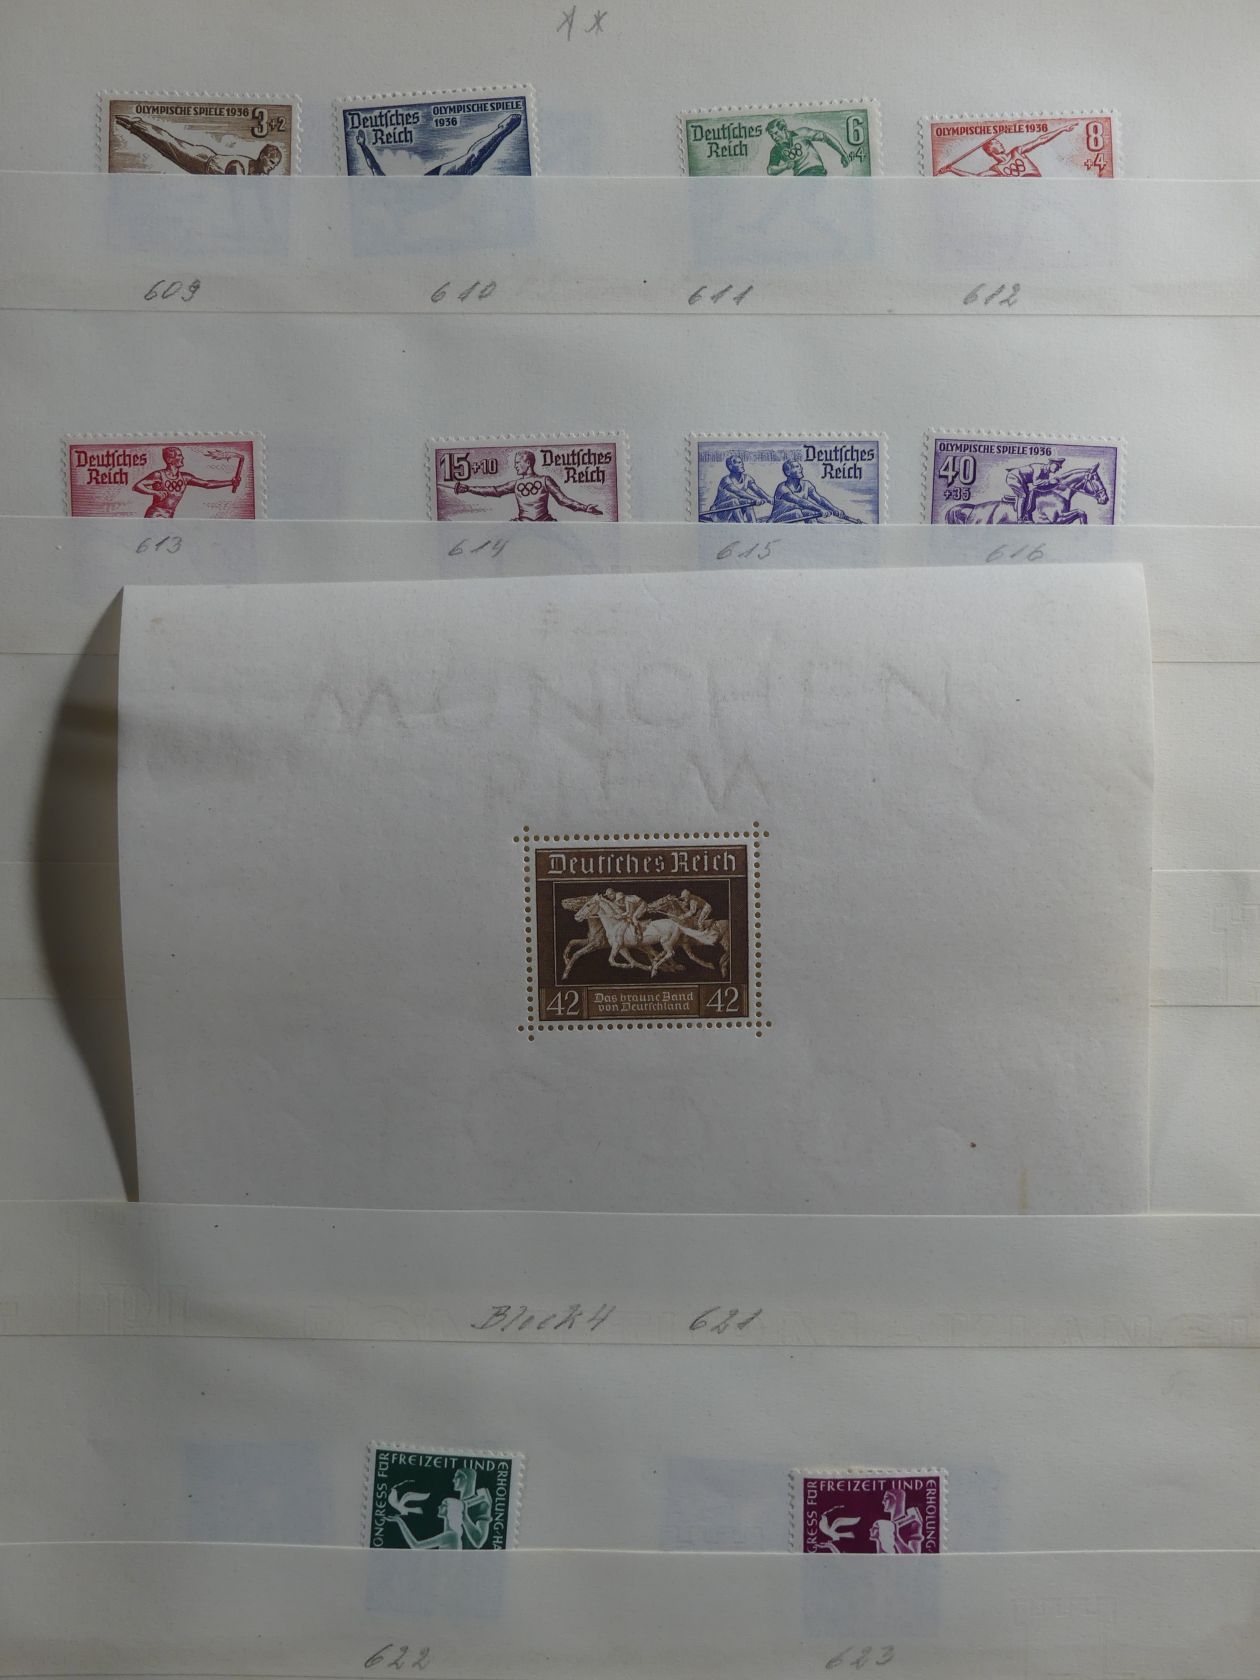 **
OLYMPISCHE SPIELE 1936
3+2
Deutsches Reich
OLYMPISCHE SPIELE 1936
Deutsches Reich
6+4
OLYMPISCHE SPIELE 1936
8+4
609 610 611 612
Deutsches Reich
15+10
Deutsches Reich
Deutsches Reich
OLYMPISCHE SPIELE 1936
40+35
613 614 615 616
MÜNCHEN
RIEM
Deutsches Reich
42 Das braune Band von Deutschland 42
Block 4 621
FREIZEIT UND ERHOLUNG
FREIZEIT UND ERHOLUNG
622 623